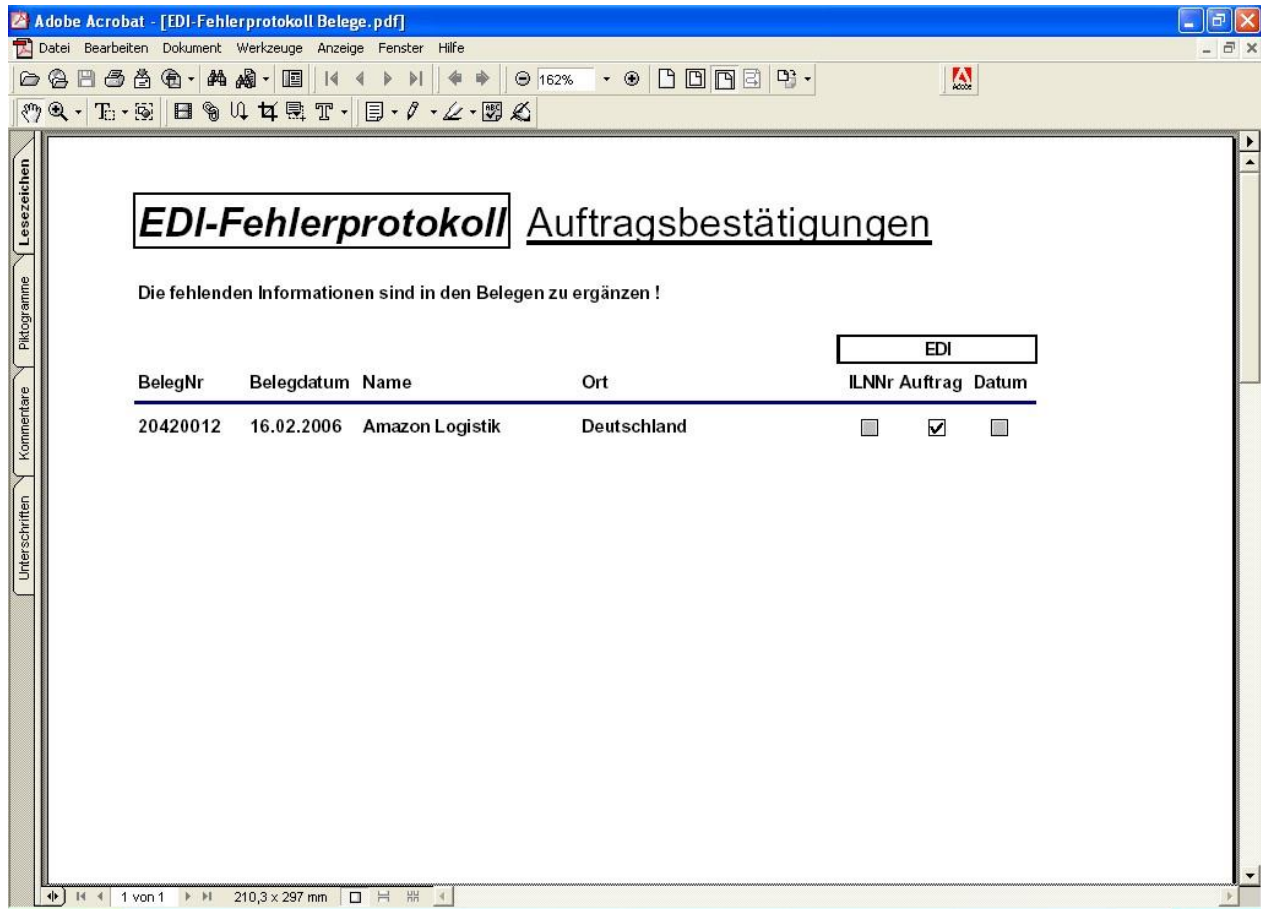 Adobe Acrobat - [EDI-Fehlerprotokoll Belege.pdf]
Datei Bearbeiten Dokument Werkzeuge Anzeige Fenster Hilfe
162%
Adobe
Lesezeichen
Piktogramme
Kommentare
Unterschriften
EDI-Fehlerprotokoll Auftragsbestätigungen
Die fehlenden Informationen sind in den Belegen zu ergänzen !
EDI
BelegNr Belegdatum Name Ort ILNNr Auftrag Datum
20420012 16.02.2006 Amazon Logistik Deutschland
1 von 1 210,3 x 297 mm